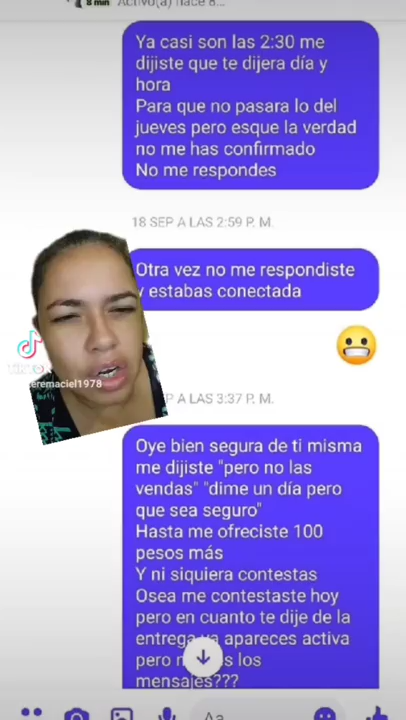 8 min
Activo(a) hace 8...
Ya casi son las 2:30 me
dijiste que te dijera día y
hora
Para que no pasara lo del
jueves pero esque la verdad
no me has confirmado
No me respondes
18 SEP A LAS 2:59 P. M.
Otra vez no me respondiste
y estabas conectada
TikTok
eremaciel1978
P A LAS 3:37 P. M.
Oye bien segura de ti misma
me dijiste "pero no las
vendas" "dime un día pero
que sea seguro"
Hasta me ofreciste 100
pesos más
Y ni siquiera contestas
Osea me contestaste hoy
pero en cuanto te dije de la
entrega ya apareces activa
pero los
mensajes???
Aa